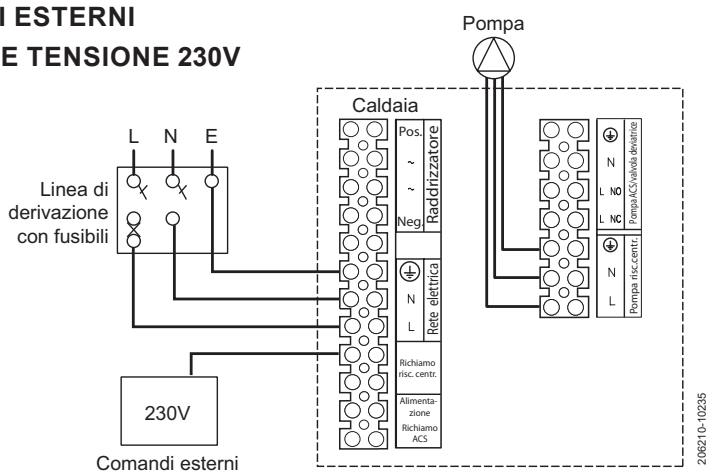 I ESTERNI
E TENSIONE 230V
Pompa
Caldaia
L N E
Linea di
derivazione
con fusibili
Pos.
~
~
Neg.
Raddrizzatore
N
L
Rete elettrica
Richiamo
risc. centr.
Alimenta-
zione
Richiamo
ACS
230V
Comandi esterni
N
L NO
L NC
Pompa ACS/valvola deviatrice
N
L
Pompa risc.centr.
206210-10235